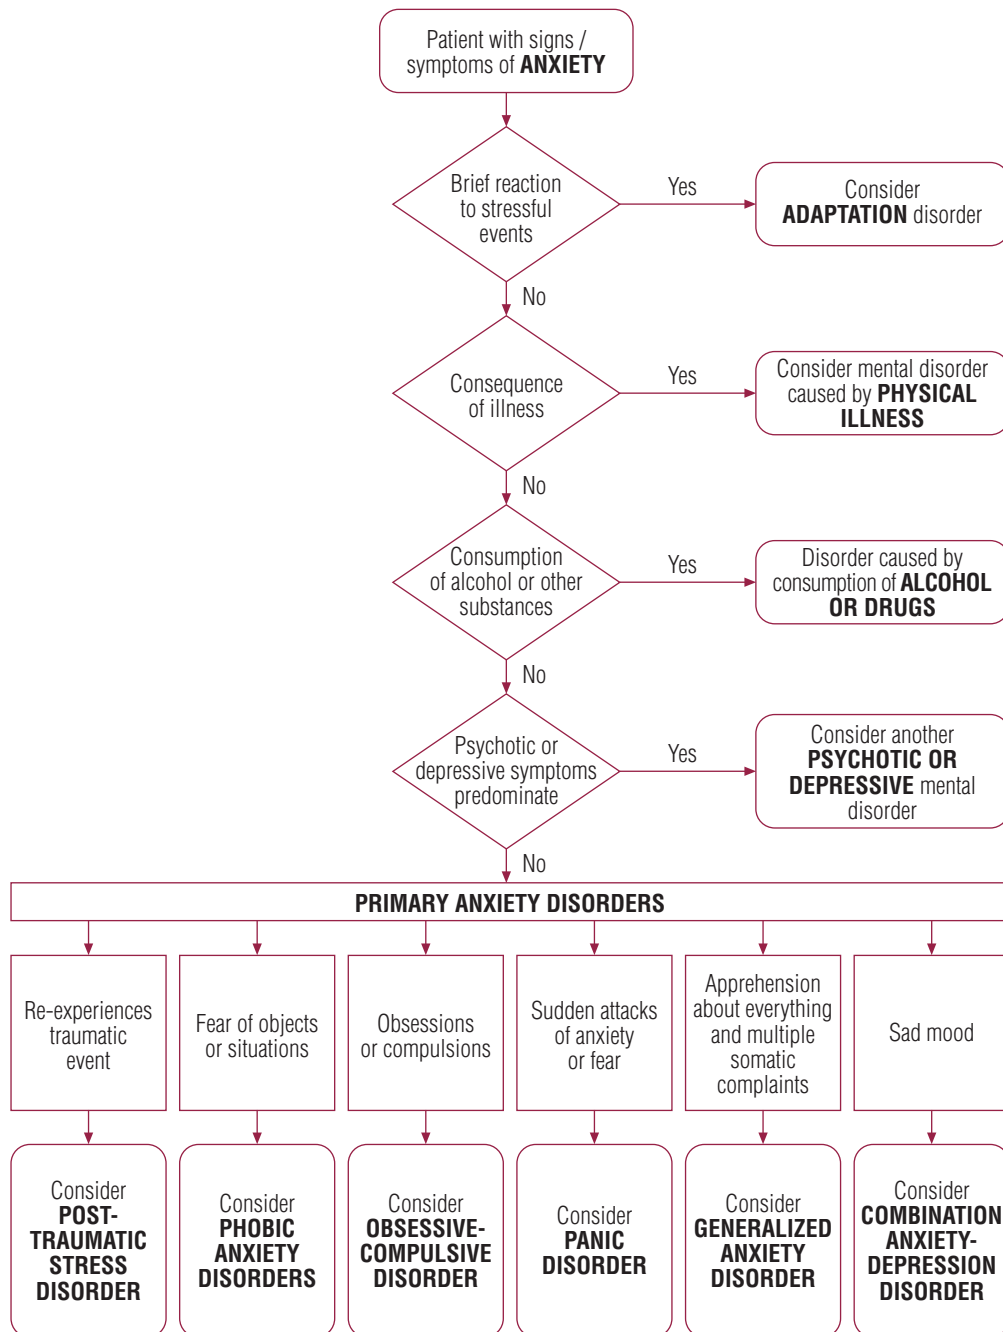 Patient with signs /
symptoms of ANXIETY
Brief reaction
to stressful
events
Yes
Consider
ADAPTATION disorder
No
Consequence
of illness
Yes
Consider mental disorder
caused by PHYSICAL
ILLNESS
No
Consumption
of alcohol or other
substances
Yes
Disorder caused by
consumption of ALCOHOL
OR DRUGS
No
Psychotic or
depressive symptoms
predominate
Yes
Consider another
PSYCHOTIC OR
DEPRESSIVE mental
disorder
No
PRIMARY ANXIETY DISORDERS
Re-experiences
traumatic
event
Fear of objects
or situations
Obsessions
or compulsions
Sudden attacks
of anxiety
or fear
Apprehension
about everything
and multiple
somatic
complaints
Sad mood
Consider
POST-
TRAUMATIC
STRESS
DISORDER
Consider
PHOBIC
ANXIETY
DISORDERS
Consider
OBSESSIVE-
COMPULSIVE
DISORDER
Consider
PANIC
DISORDER
Consider
GENERALIZED
ANXIETY
DISORDER
Consider
COMBINATION
ANXIETY-
DEPRESSION
DISORDER